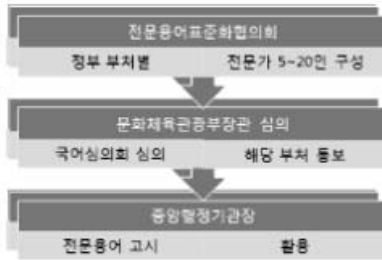 전문용어표준화협의회
정부 부처별 전문가 5~20인 구성
문화체육관광부장관 심의
국어심의회 심의 해당 부처 통보
중앙행정기관장
전문용어 고시 활용